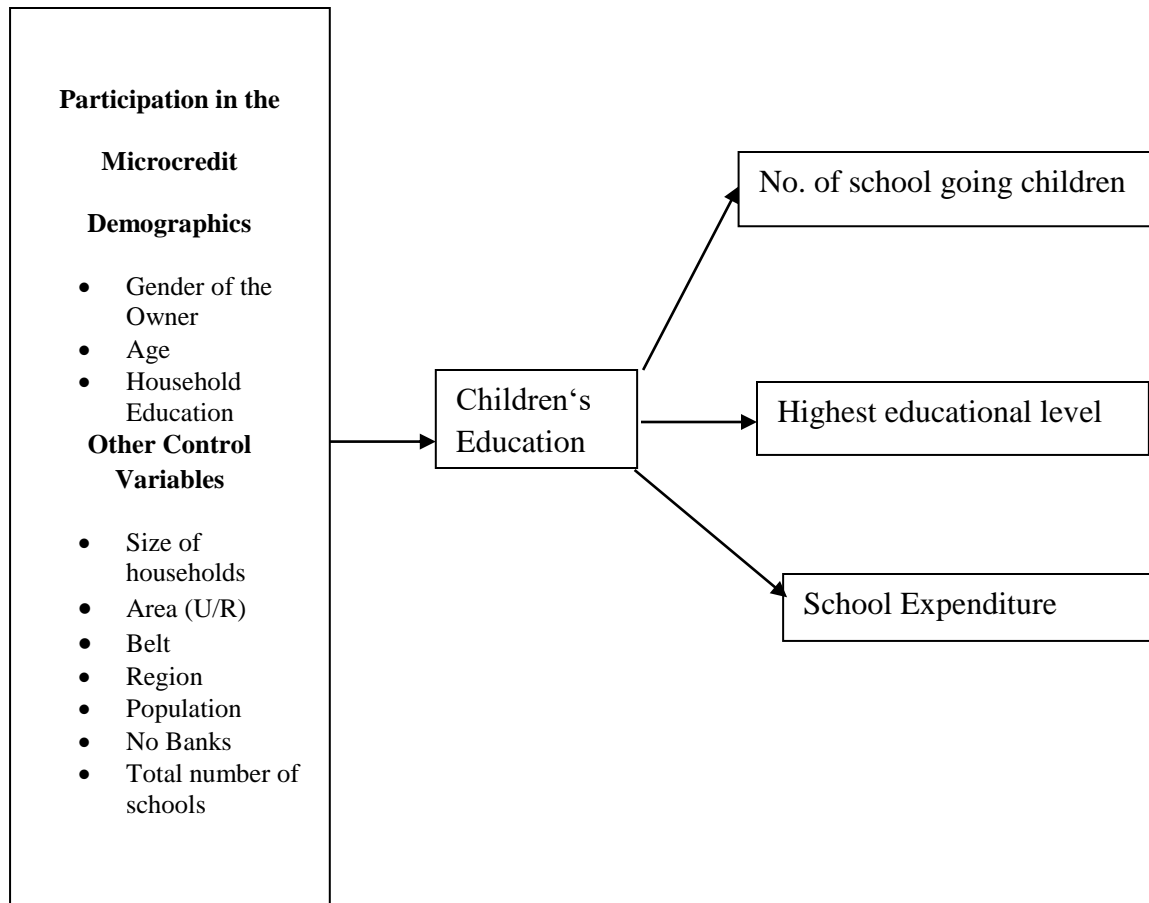 Participation in the
Microcredit
Demographics
• Gender of the
Owner
• Age
• Household
Education
Other Control
Variables
• Size of
households
• Area (U/R)
• Belt
• Region
• Population
• No Banks
• Total number of
schools
Children‘s
Education
No. of school going children
Highest educational level
School Expenditure